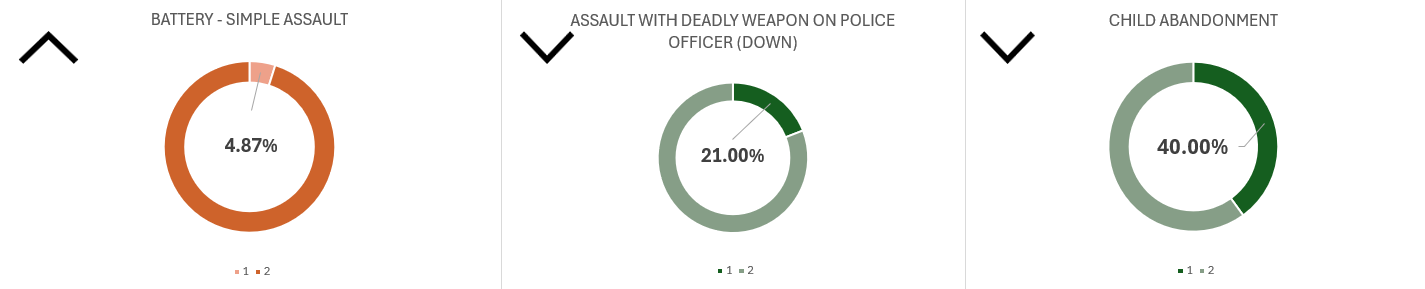 BATTERY - SIMPLE ASSAULT
4.87%
1 2
ASSAULT WITH DEADLY WEAPON ON POLICE
OFFICER (DOWN)
21.00%
1 2
CHILD ABANDONMENT
40.00%
1 2